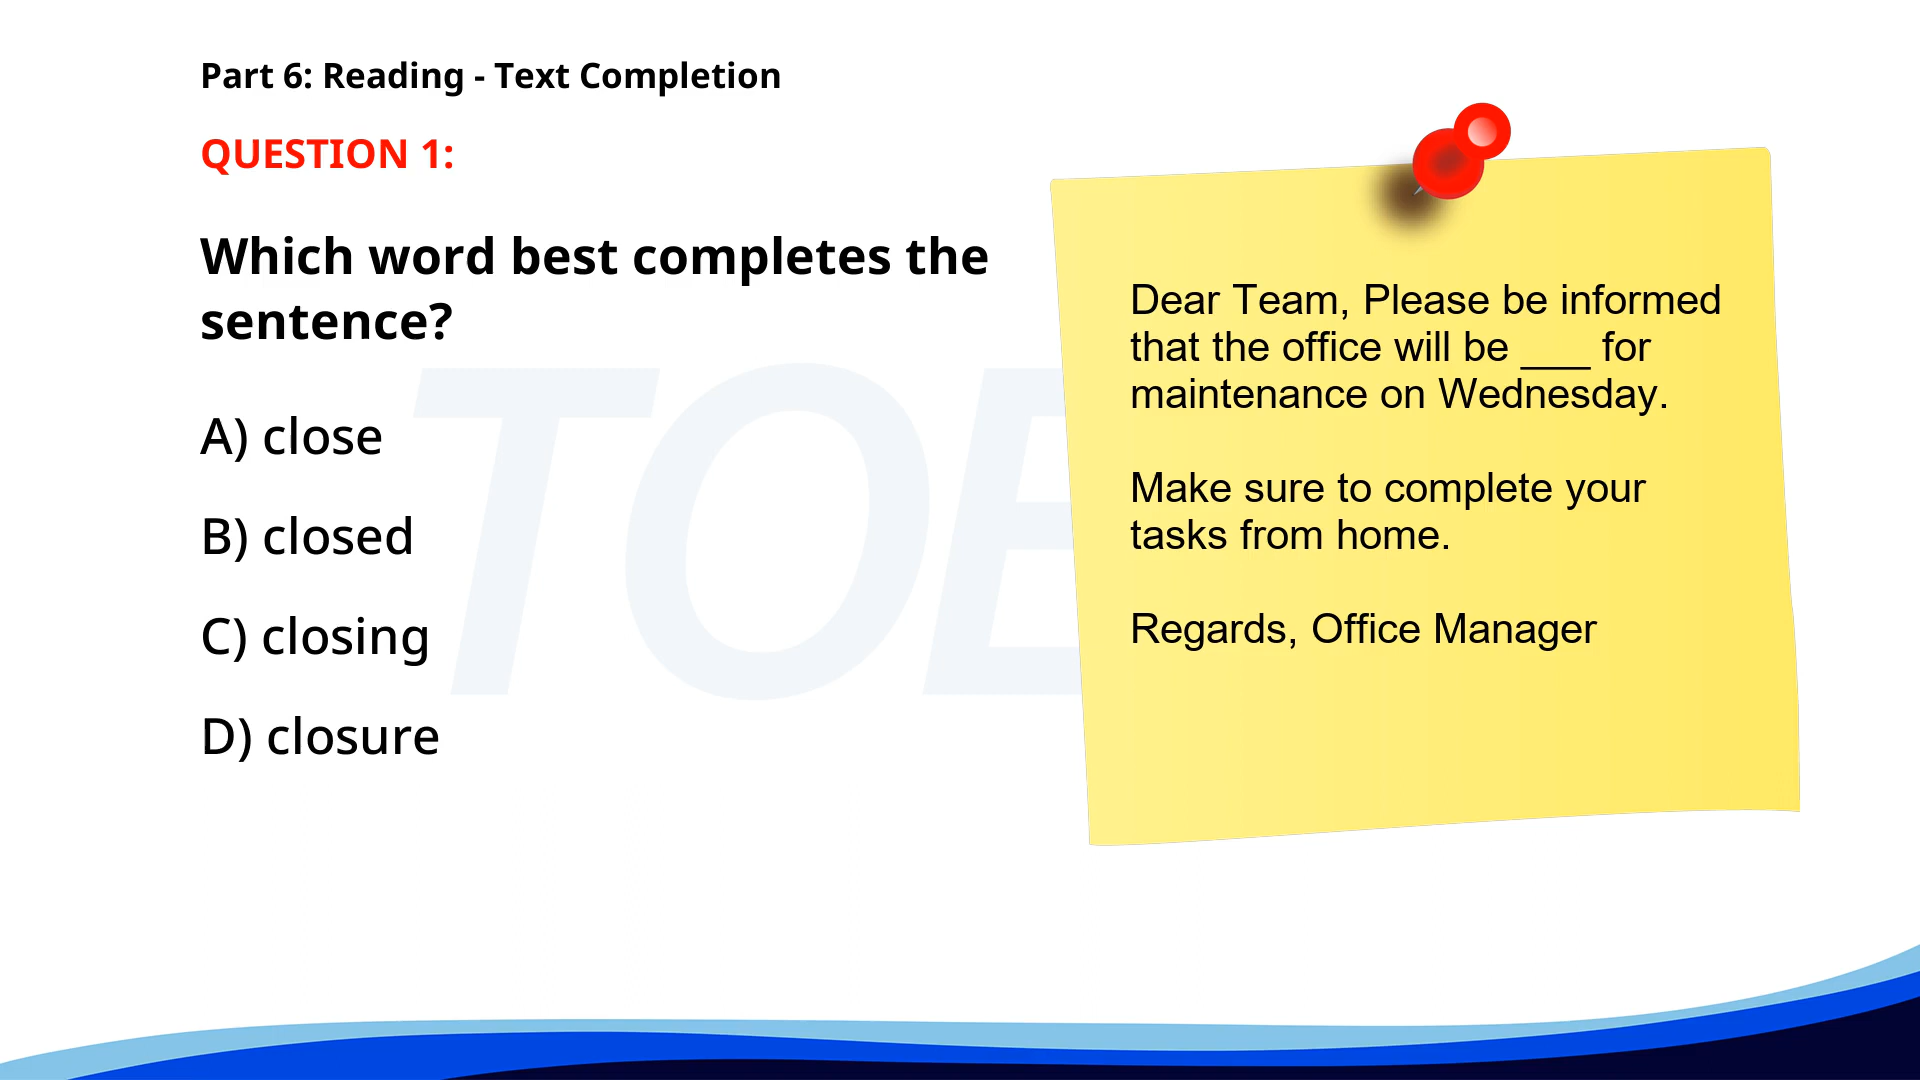 Part 6: Reading - Text Completion
QUESTION 1:
Which word best completes the
sentence?
A) close
B) closed
C) closing
D) closure
TOE
Dear Team, Please be informed
that the office will be ___ for
maintenance on Wednesday.
Make sure to complete your
tasks from home.
Regards, Office Manager